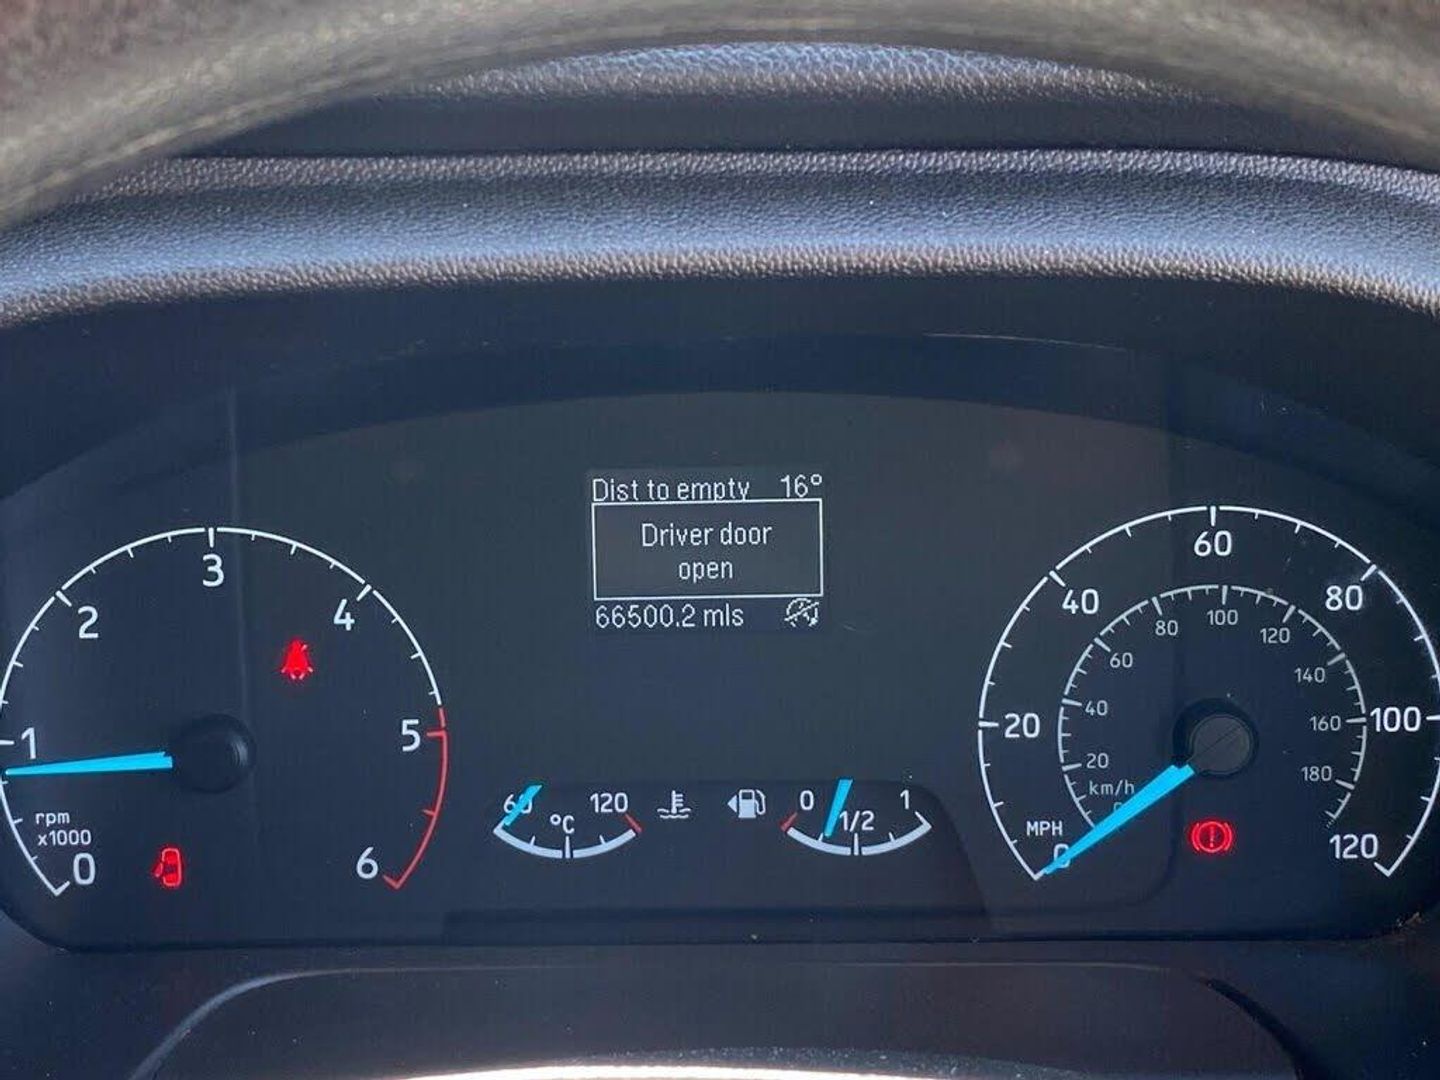 Dist to empty 16°
Driver door
open
66500.2 mls
0 1 2 3 4 5 6
rpm
x1000
60 120
°C
0 1/2 1
0 20 40 60 80 100 120
MPH
20 40 60 80 100 120 140 160 180
km/h